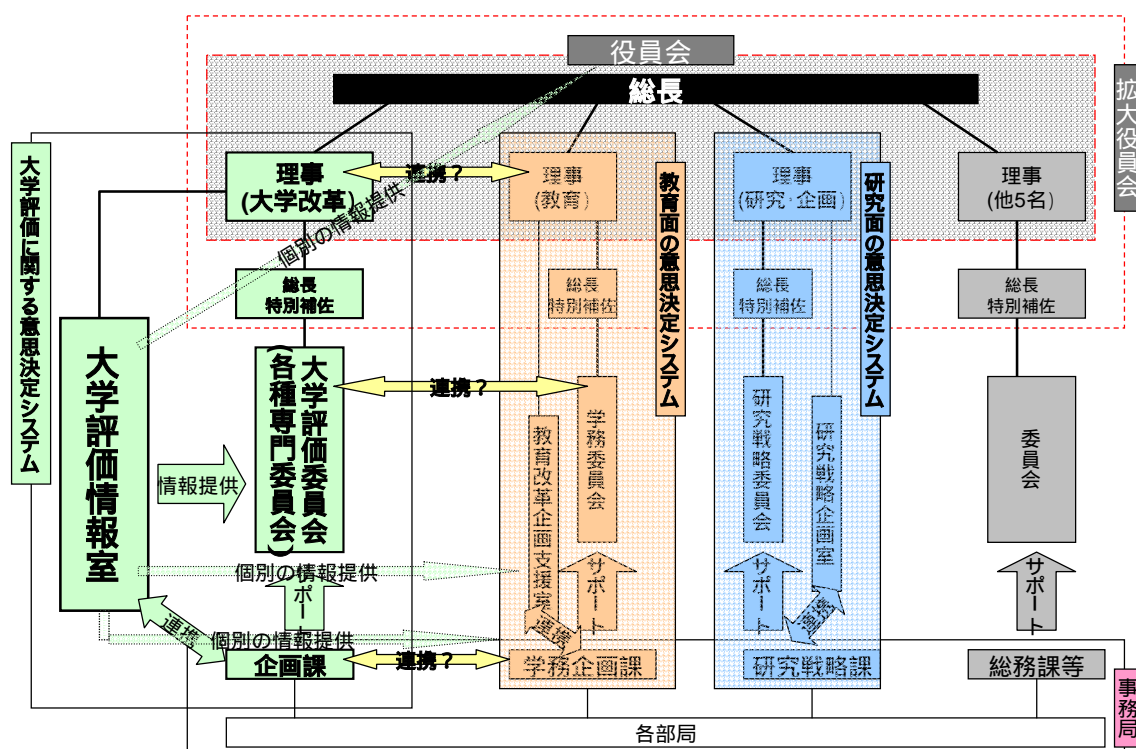 役員会
総長
拡大役員会
大学評価に関する意思決定システム
理事
(大学改革)
連携？
理事
(教育)
教育面の意思決定システム
理事
(研究・企画)
研究面の意思決定システム
理事
(他5名)
個別の情報提供
総長
特別補佐
総長
特別補佐
総長
特別補佐
総長
特別補佐
大学評価情報室
情報提供
大学評価委員会
(各種専門委員会)
連携？
教育改革企画支援室
学務委員会
研究戦略委員会
研究戦略企画室
委員会
個別の情報提供
サポート
サポート
サポート
サポート
連携
個別の情報提供
連携
連携
企画課
連携？
学務企画課
研究戦略課
総務課等
事務局
各部局